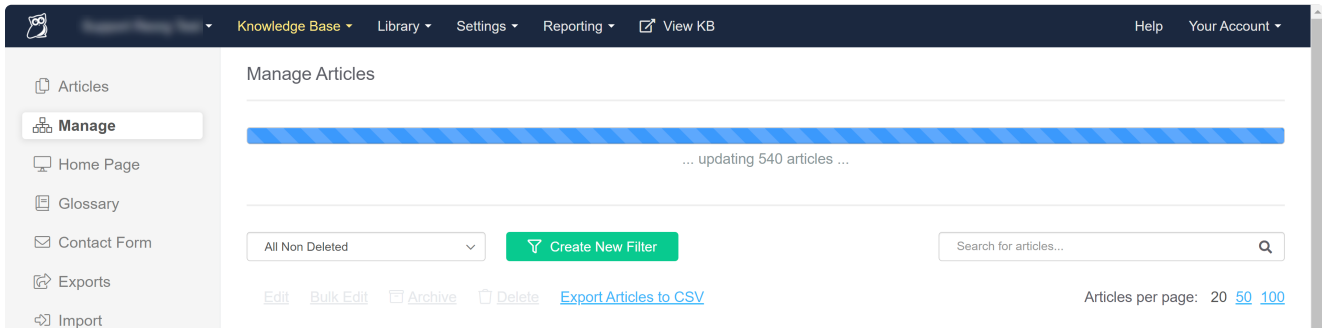 Knowledge Base Library Settings Reporting View KB Help Your Account
Articles
Manage
Home Page
Glossary
Contact Form
Exports
Import
Manage Articles
... updating 540 articles ...
All Non Deleted Create New Filter Search for articles...
Edit Bulk Edit Archive Delete Export Articles to CSV Articles per page: 20 50 100